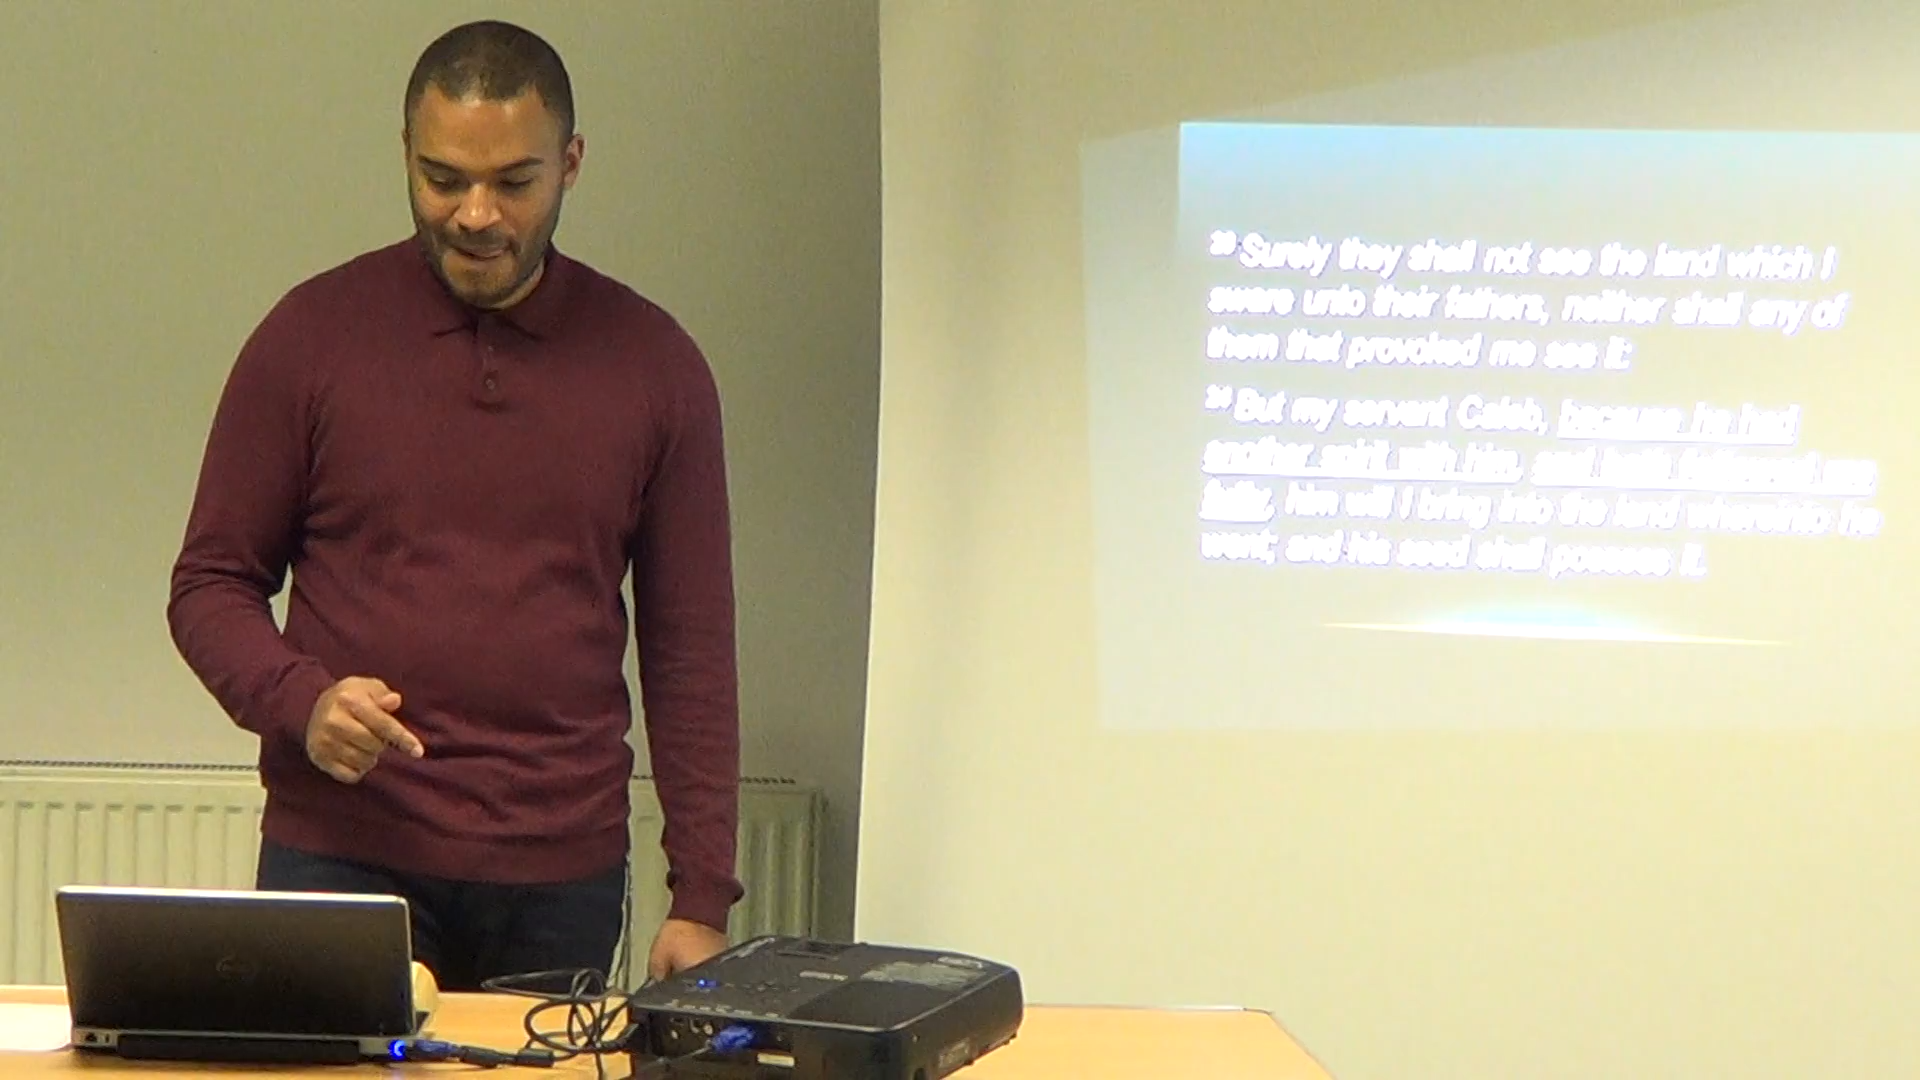 23 Surely they shall not see the land which I
sware unto their fathers, neither shall any of
them that provoked me see it:
24 But my servant Caleb, because he had
another spirit with him, and hath followed me
fully, him will I bring into the land whereinto he
went; and his seed shall possess it.